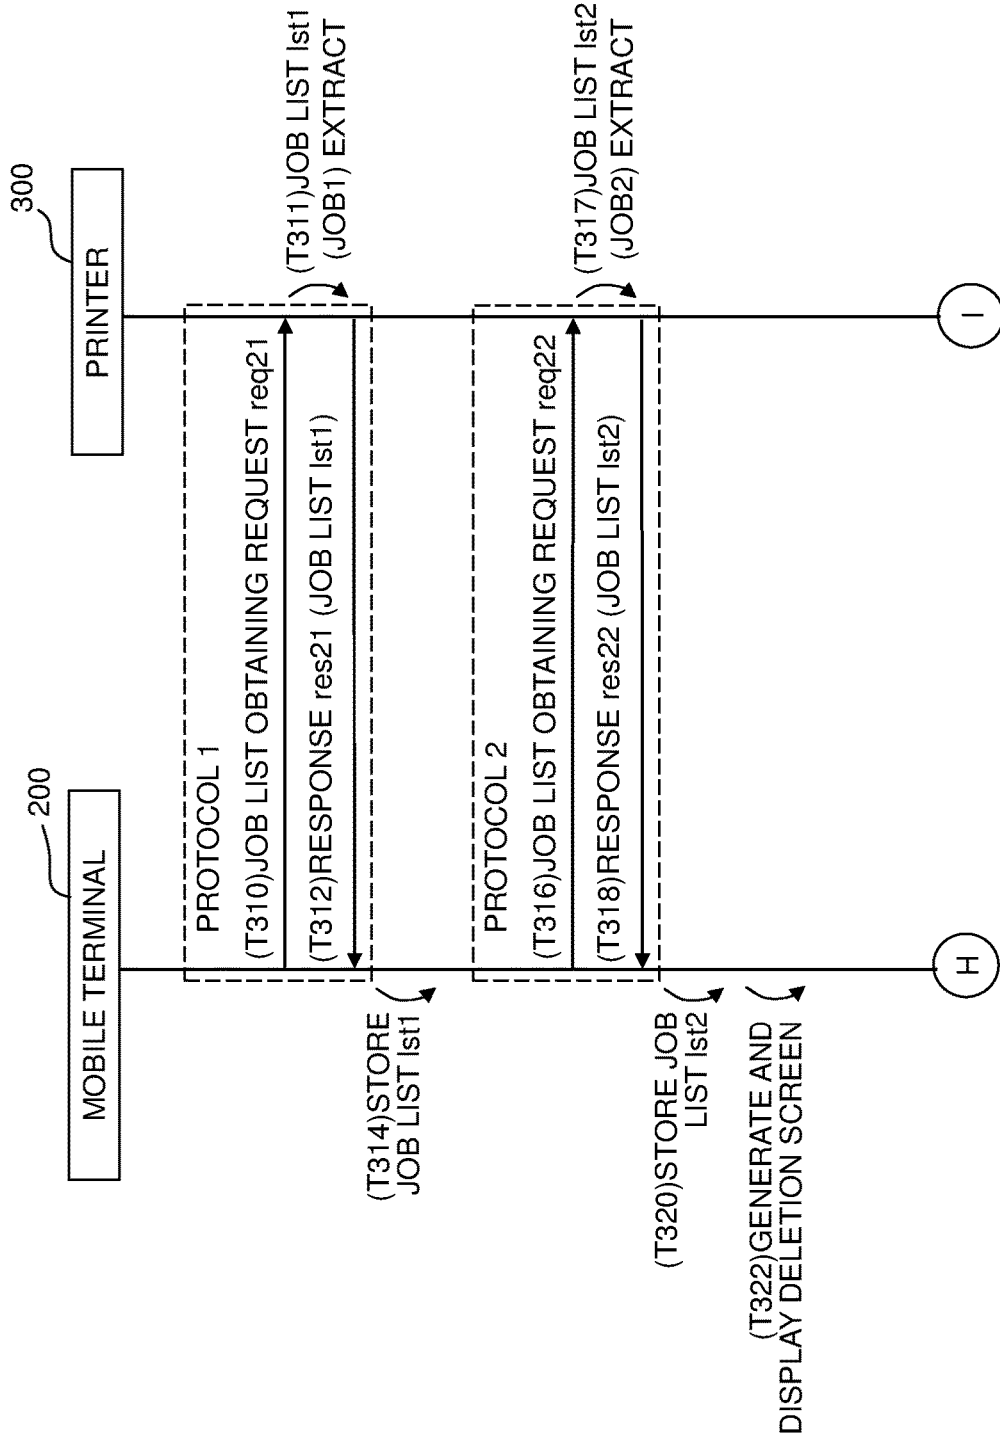 MOBILE TERMINAL
200
PRINTER
300
PROTOCOL 1
(T310)JOB LIST OBTAINING REQUEST req21
(T311)JOB LIST lst1
(JOB1) EXTRACT
(T312)RESPONSE res21 (JOB LIST lst1)
(T314)STORE
JOB LIST lst1
PROTOCOL 2
(T316)JOB LIST OBTAINING REQUEST req22
(T317)JOB LIST lst2
(JOB2) EXTRACT
(T318)RESPONSE res22 (JOB LIST lst2)
(T320)STORE JOB
LIST lst2
(T322)GENERATE AND
DISPLAY DELETION SCREEN
H
I